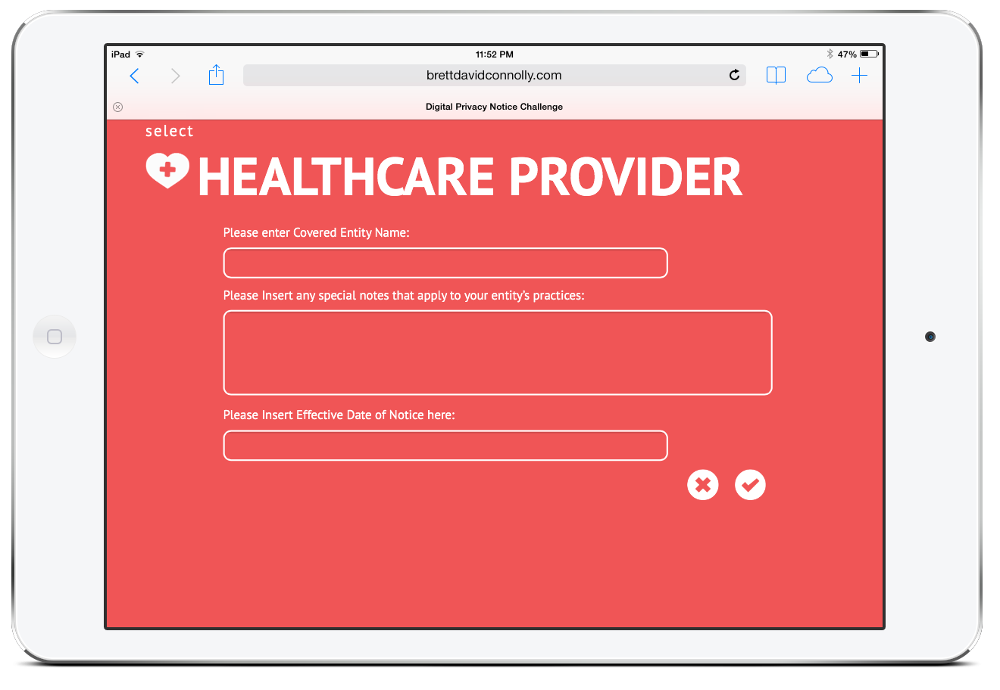 iPad 11:52 PM 47%
brettdavidconnolly.com
Digital Privacy Notice Challenge
select
HEALTHCARE PROVIDER
Please enter Covered Entity Name:
Please Insert any special notes that apply to your entity’s practices:
Please Insert Effective Date of Notice here: